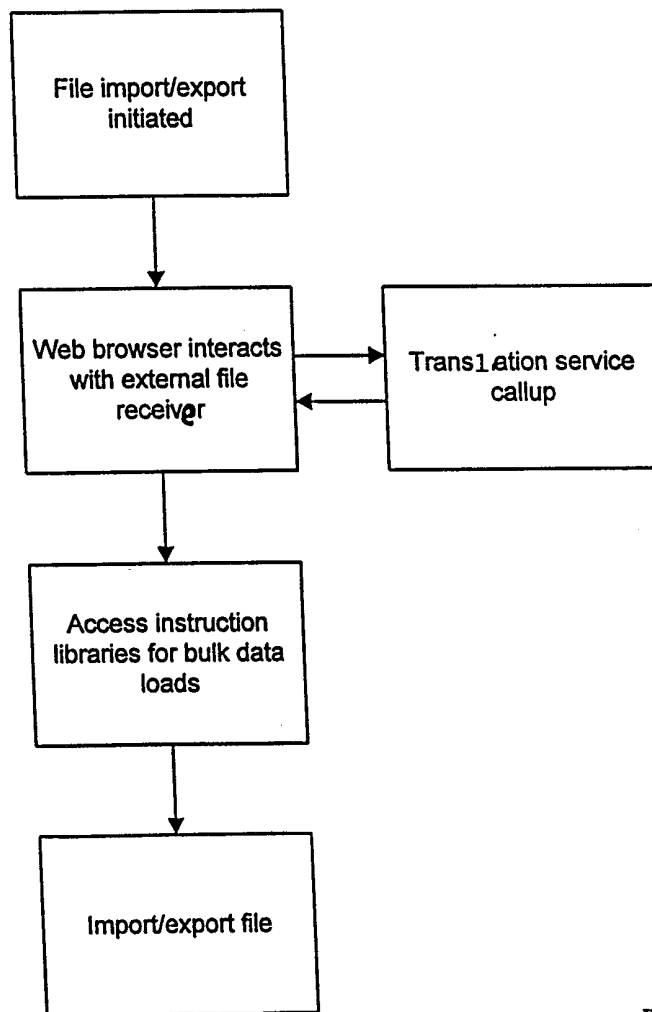 File import/export
initiated
Web browser interacts
with external file
receiver
Translation service
callup
Access instruction
libraries for bulk data
loads
Import/export file